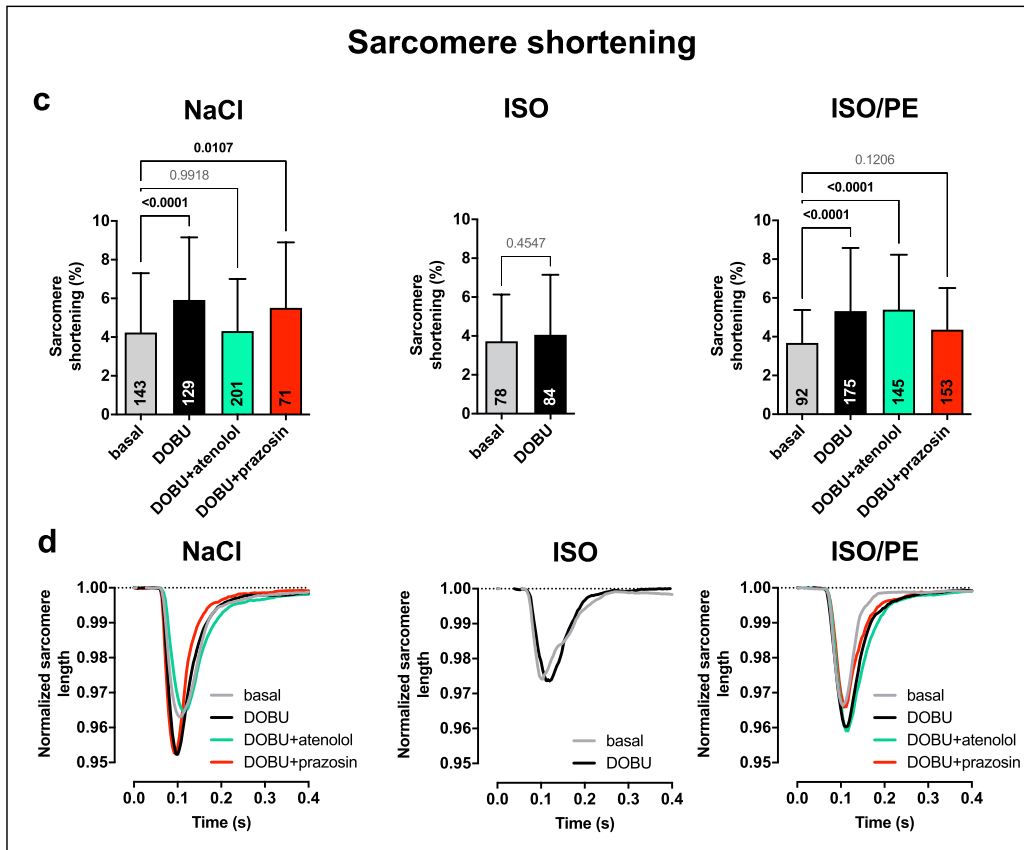 Sarcomere shortening
c
NaCl
0.0107
0.9918
<0.0001
Sarcomere
shortening (%)
10
8
6
4
2
0
143
129
201
71
basal
DOBU
DOBU+atenolol
DOBU+prazosin
ISO
0.4547
Sarcomere
shortening (%)
10
8
6
4
2
0
78
84
basal
DOBU
ISO/PE
0.1206
<0.0001
<0.0001
Sarcomere
shortening (%)
10
8
6
4
2
0
92
175
145
153
basal
DOBU
DOBU+atenolol
DOBU+prazosin
d
NaCl
Normalized sarcomere
length
1.00
0.99
0.98
0.97
0.96
0.95
basal
DOBU
DOBU+atenolol
DOBU+prazosin
0.0 0.1 0.2 0.3 0.4
Time (s)
ISO
Normalized sarcomere
length
1.00
0.99
0.98
0.97
0.96
0.95
basal
DOBU
0.0 0.1 0.2 0.3 0.4
Time (s)
ISO/PE
Normalized sarcomere
length
1.00
0.99
0.98
0.97
0.96
0.95
basal
DOBU
DOBU+atenolol
DOBU+prazosin
0.0 0.1 0.2 0.3 0.4
Time (s)